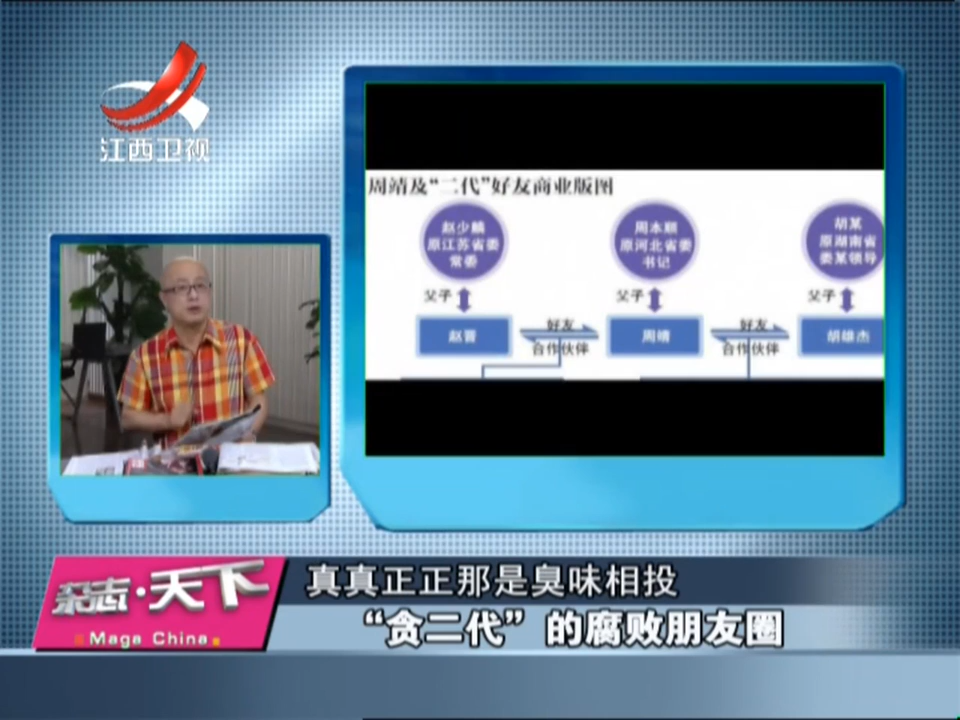 江西卫视
周靖及“二代”好友商业版图
赵少麟
原江苏省委
常委
周本顺
原河北省委
书记
胡某
原湖南省
委某领导
父子
父子
父子
赵晋
好友
合作伙伴
周靖
好友
合作伙伴
胡雄杰
杂志·天下
Maga China
真真正正那是臭味相投
“贪二代”的腐败朋友圈